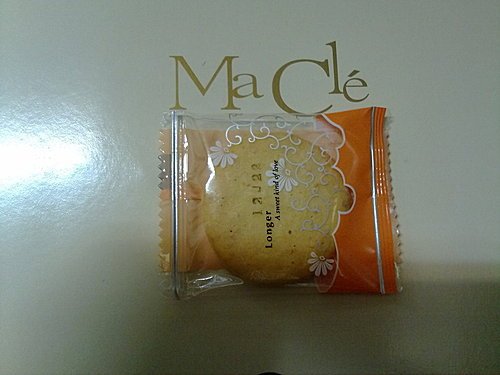 Ma Clé
12J22
Longer
A sweet kind of love